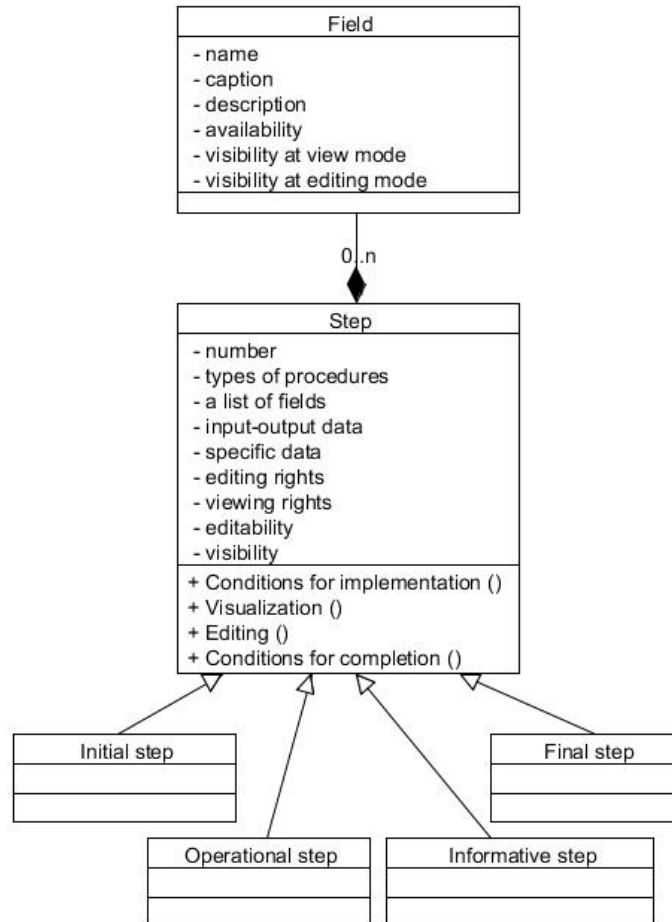 Field
- name
- caption
- description
- availability
- visibility at view mode
- visibility at editing mode
0..n
Step
- number
- types of procedures
- a list of fields
- input-output data
- specific data
- editing rights
- viewing rights
- editability
- visibility
+ Conditions for implementation ()
+ Visualization ()
+ Editing ()
+ Conditions for completion ()
Initial step
Final step
Operational step
Informative step